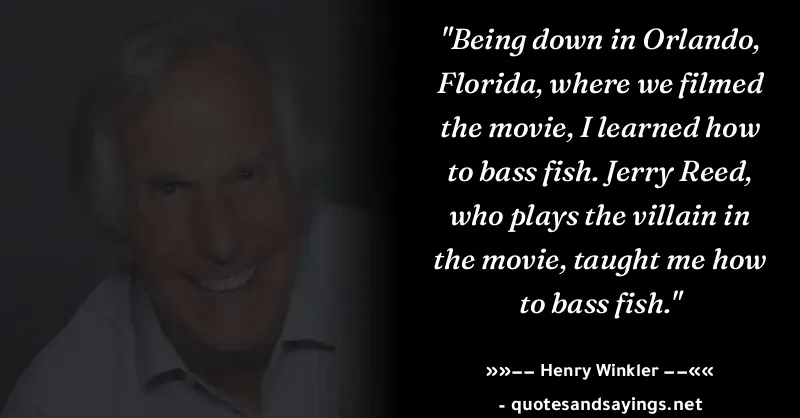 "Being down in Orlando,
Florida, where we filmed
the movie, I learned how
to bass fish. Jerry Reed,
who plays the villain in
the movie, taught me how
to bass fish."
»»—— Henry Winkler ——««
- quotesandsayings.net